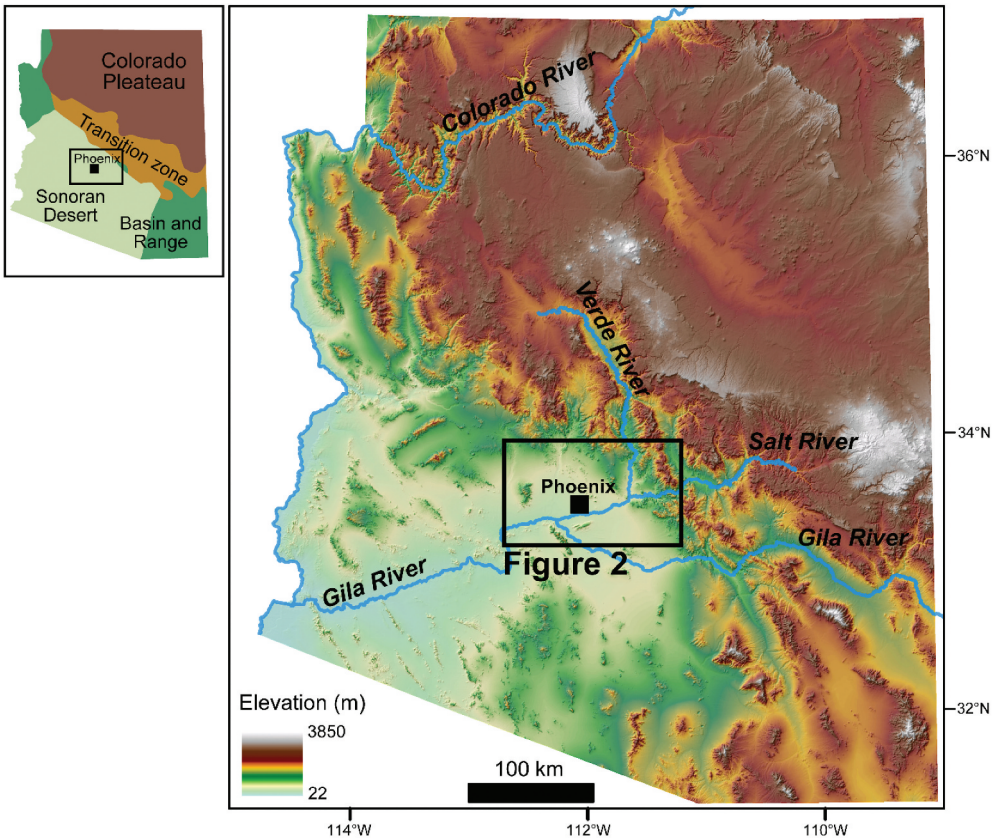 Colorado
Pleateau
Transition zone
Phoenix
Sonoran
Desert
Basin and
Range
Colorado River
Verde River
Salt River
Phoenix
Gila River
Figure 2
Gila River
Elevation (m)
3850
22
100 km
36°N
34°N
32°N
114°W
112°W
110°W